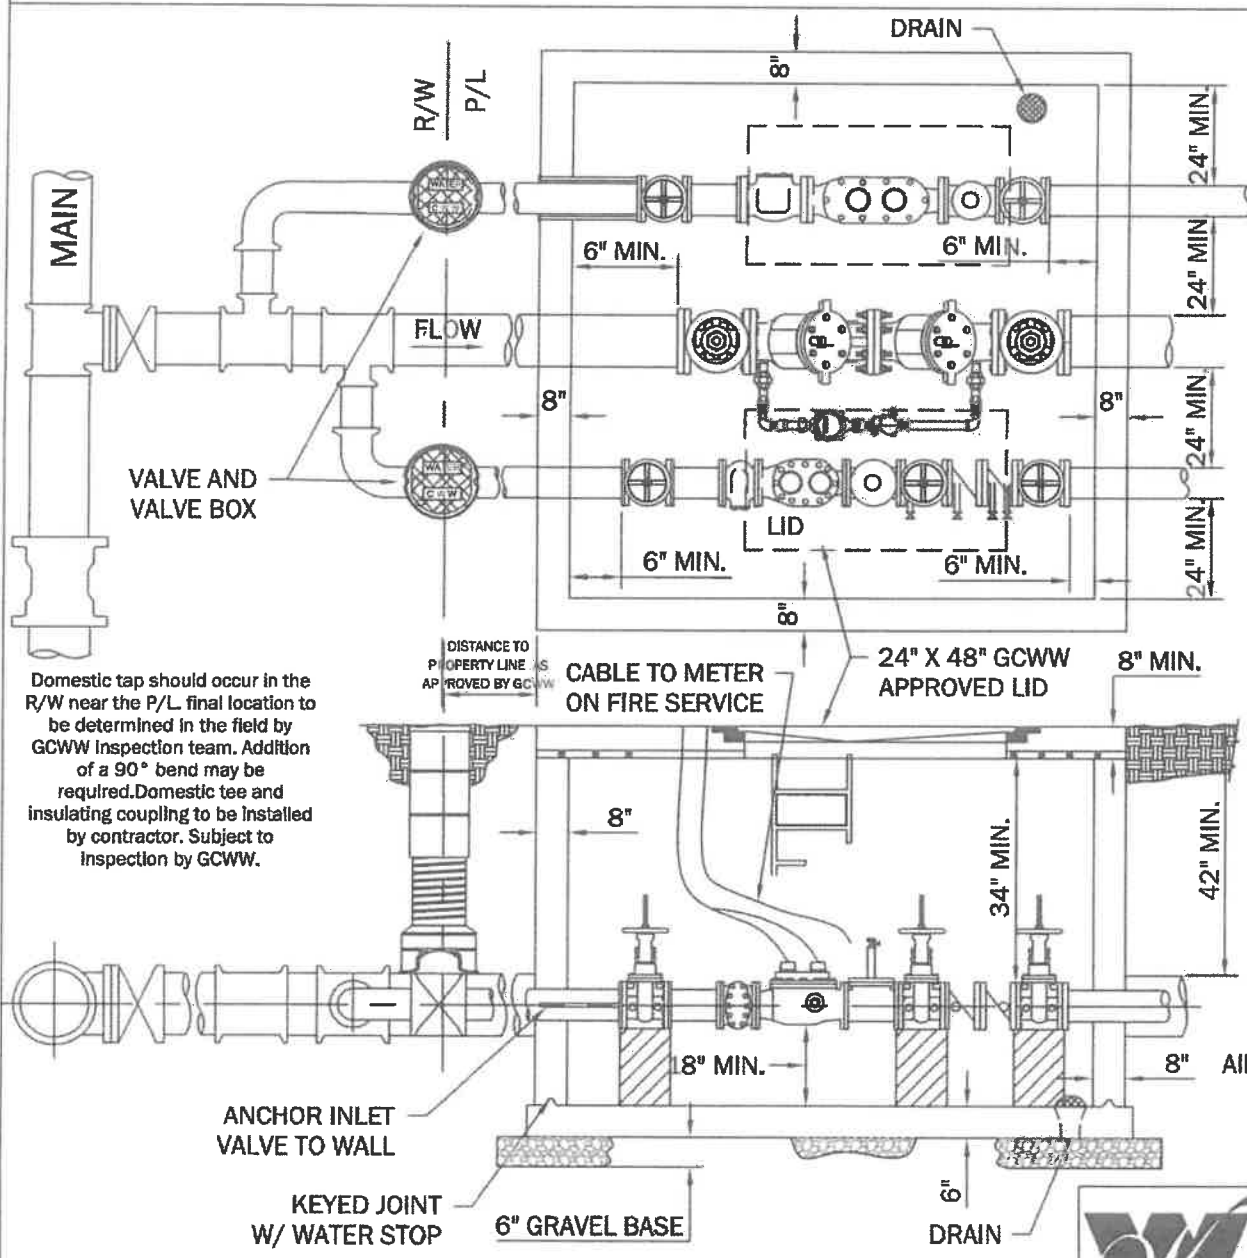 DRAIN
R/W
P/L
8"
24" MIN.
MAIN
WATER
6" MIN.
6" MIN.
24" MIN.
FLOW
8"
8"
24" MIN.
VALVE AND
VALVE BOX
WATER
LID
6" MIN.
6" MIN.
24" MIN.
8"
DISTANCE TO
PROPERTY LINE AS
APPROVED BY GCWW
CABLE TO METER
ON FIRE SERVICE
24" X 48" GCWW
APPROVED LID
8" MIN.
Domestic tap should occur in the
R/W near the P/L final location to
be determined in the field by
GCWW Inspection team. Addition
of a 90° bend may be
required.Domestic tee and
insulating coupling to be installed
by contractor. Subject to
Inspection by GCWW.
8"
34" MIN.
42" MIN.
18" MIN.
8"
ANCHOR INLET
VALVE TO WALL
KEYED JOINT
W/ WATER STOP
6" GRAVEL BASE
6"
DRAIN